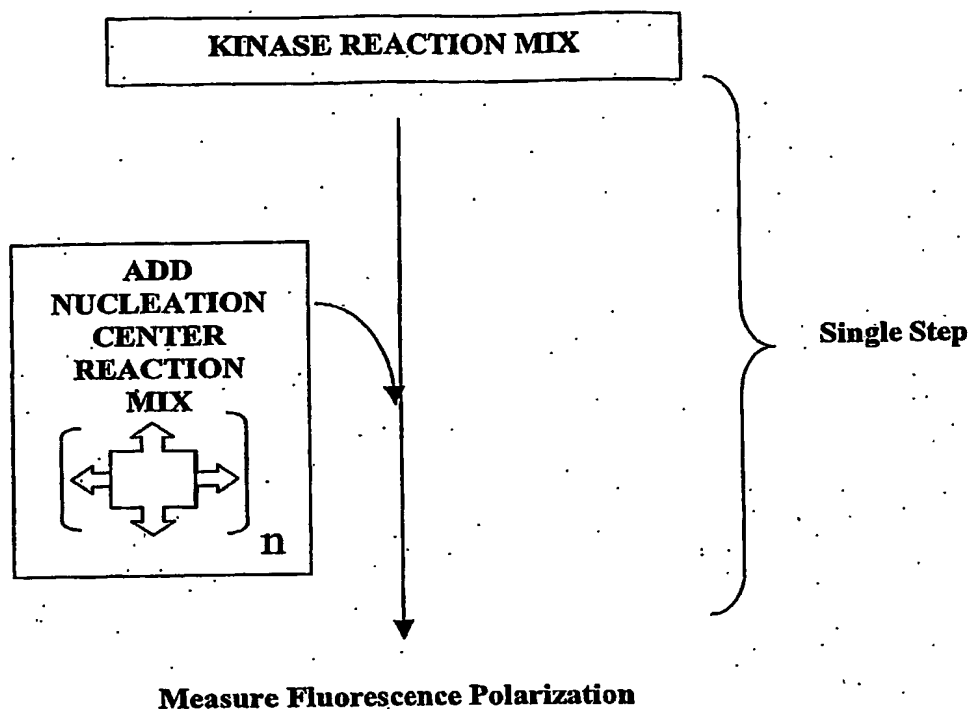 KINASE REACTION MIX
ADD
NUCLEATION
CENTER
REACTION
MIX
n
Single Step
Measure Fluorescence Polarization